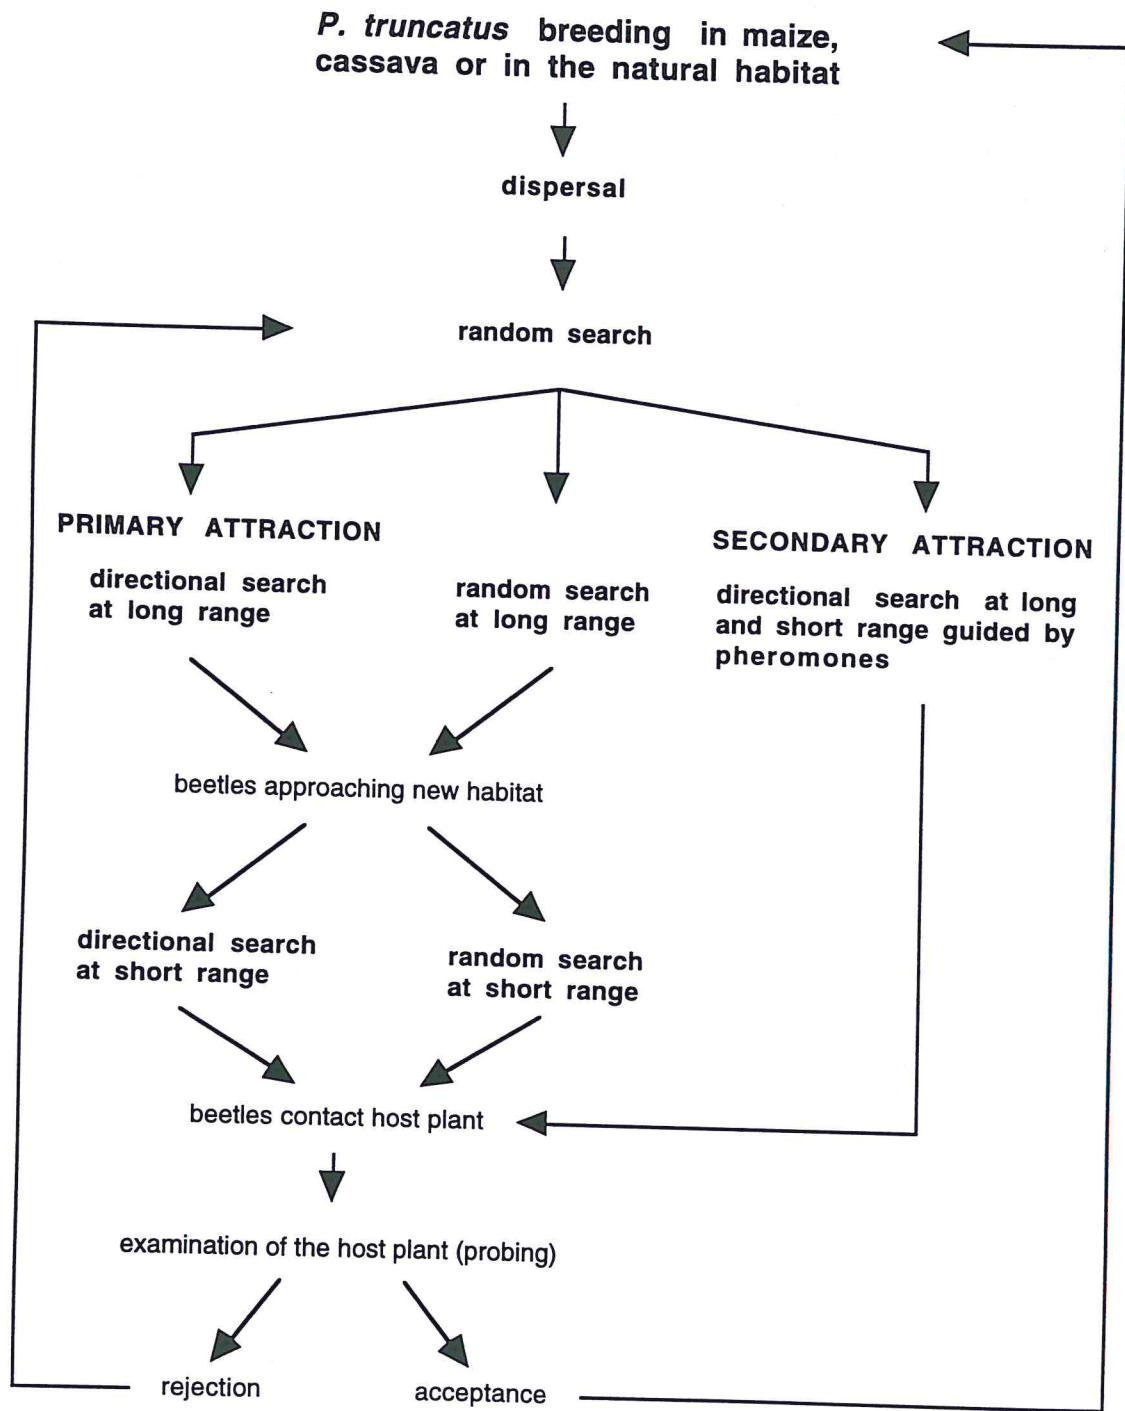 P. truncatus breeding in maize,
cassava or in the natural habitat
dispersal
random search
PRIMARY ATTRACTION
directional search
at long range
random search
at long range
SECONDARY ATTRACTION
directional search at long
and short range guided by
pheromones
beetles approaching new habitat
directional search
at short range
random search
at short range
beetles contact host plant
examination of the host plant (probing)
rejection
acceptance